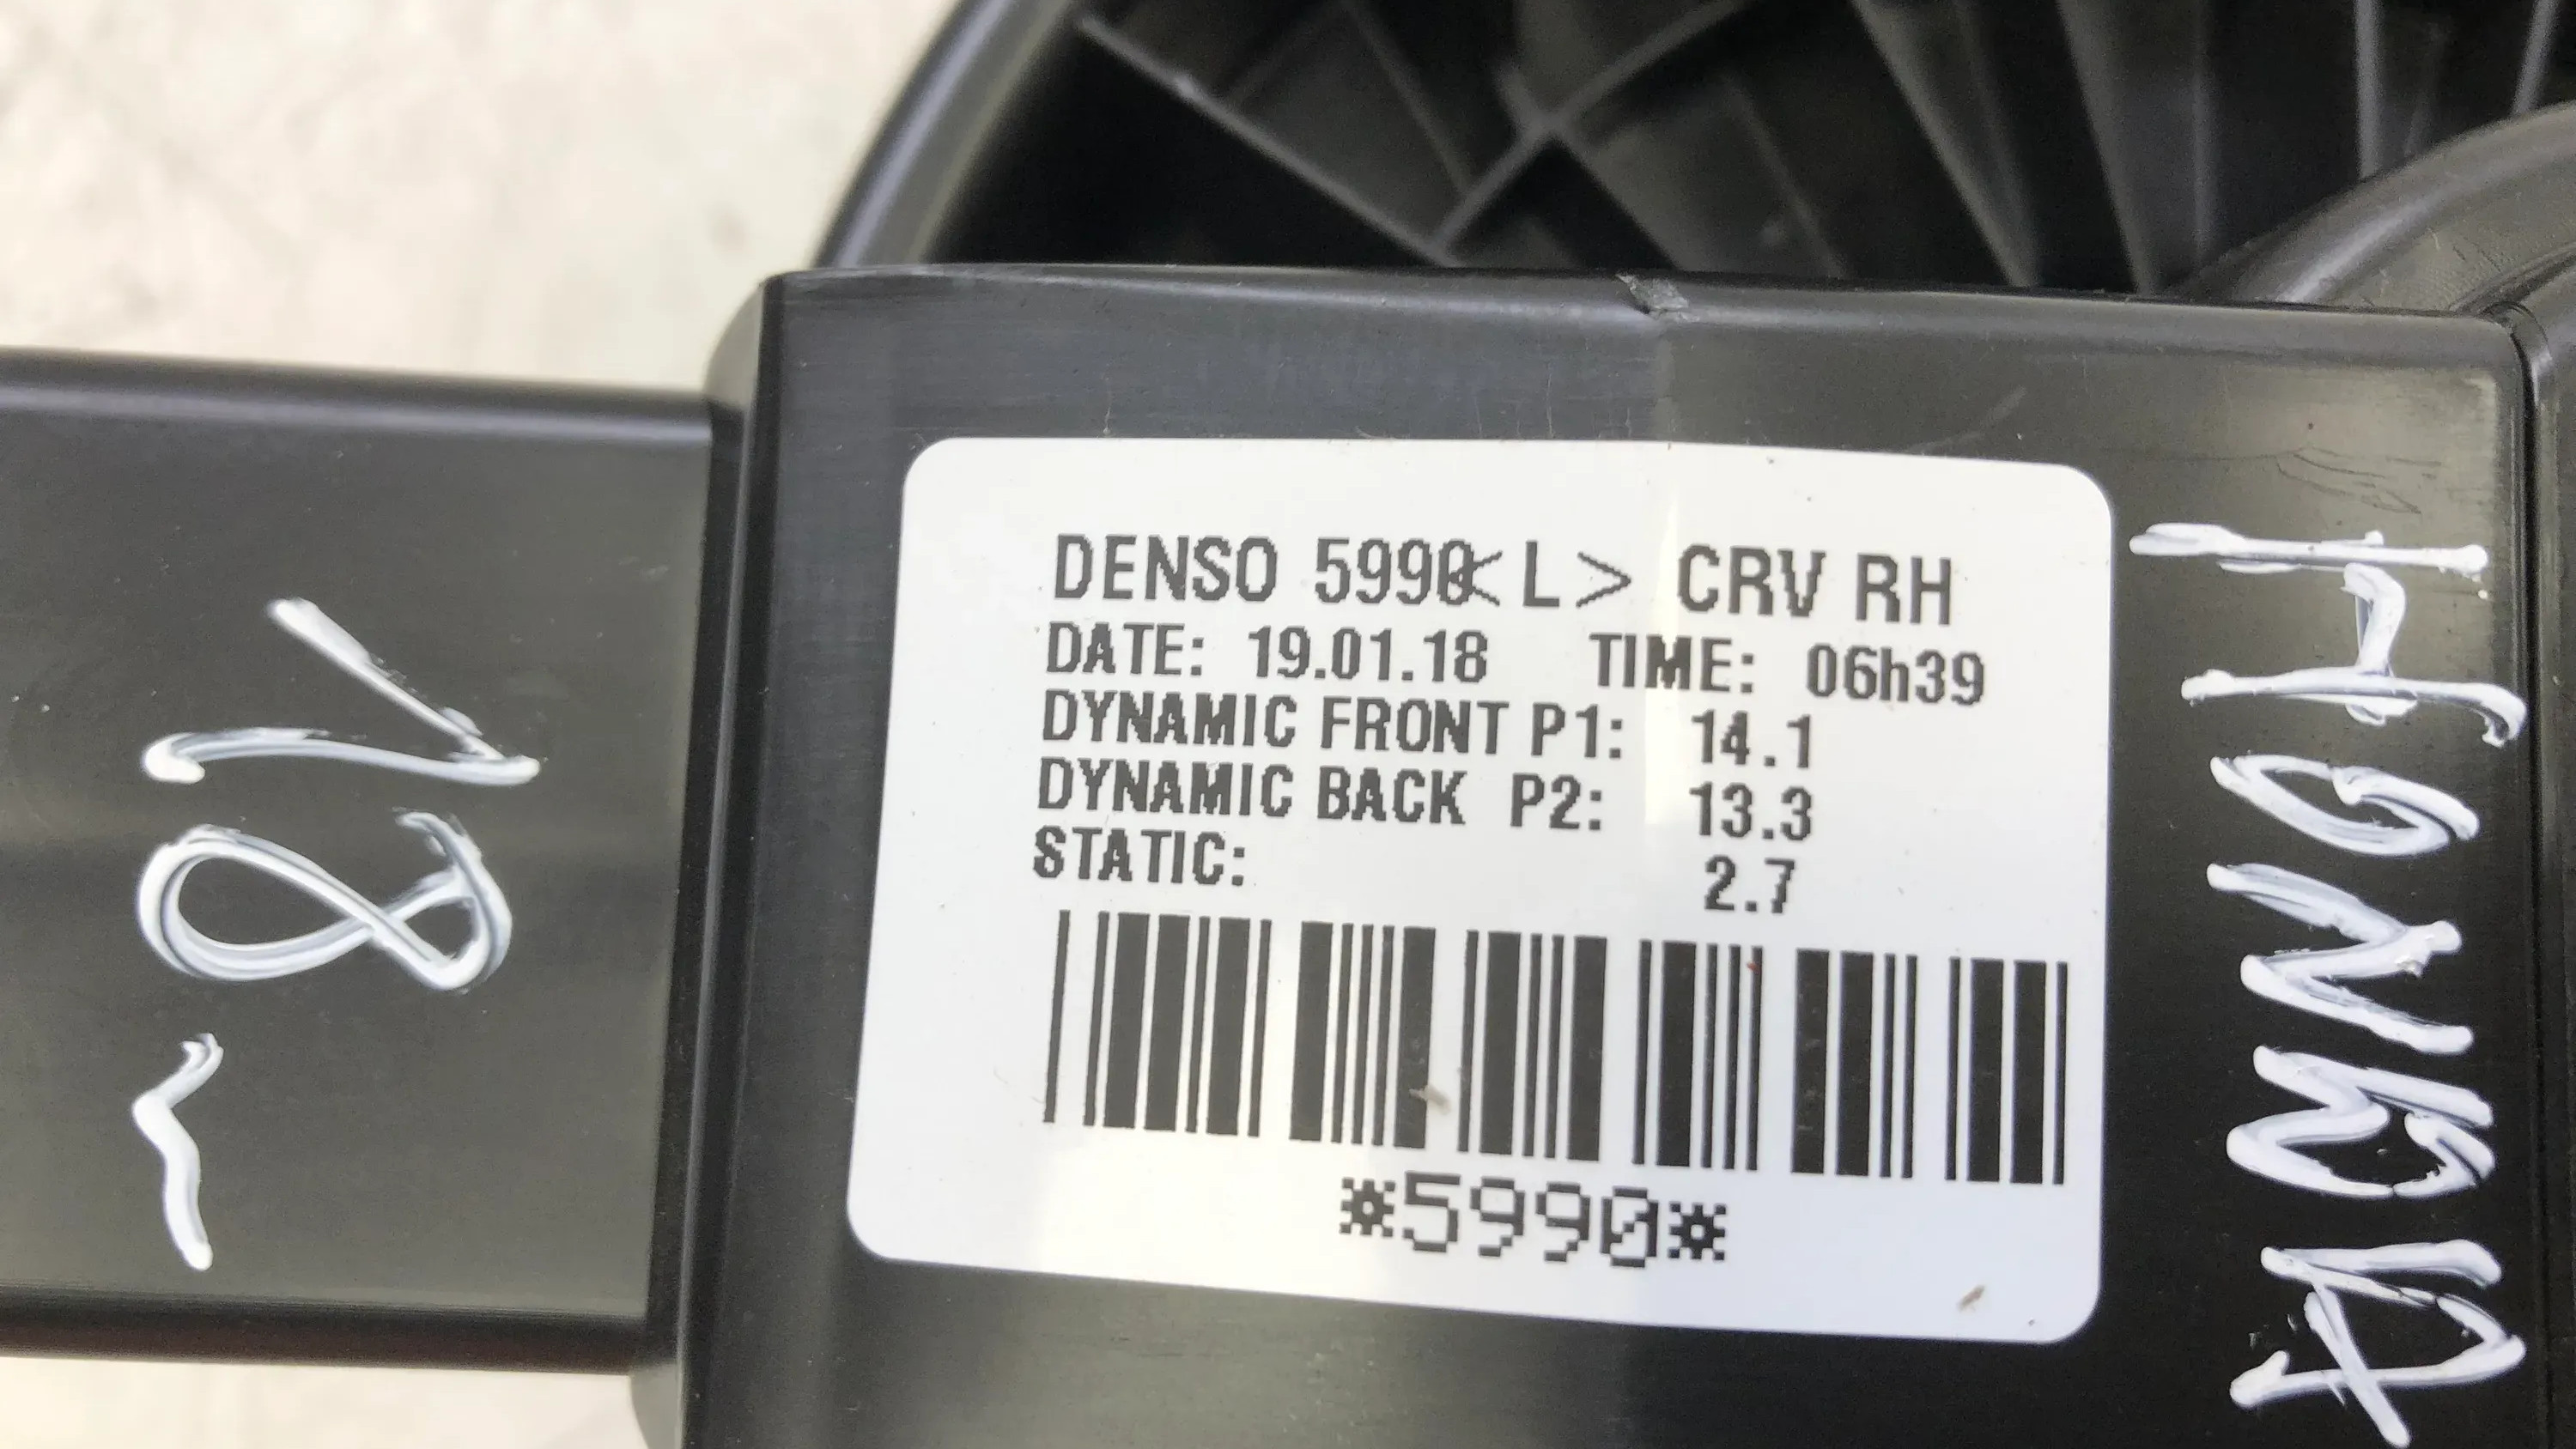 DENSO 5990<L> CRV RH
DATE: 19.01.18 TIME: 06h39
DYNAMIC FRONT P1: 14.1
DYNAMIC BACK P2: 13.3
STATIC: 2.7
*5990*
HONDA
18~